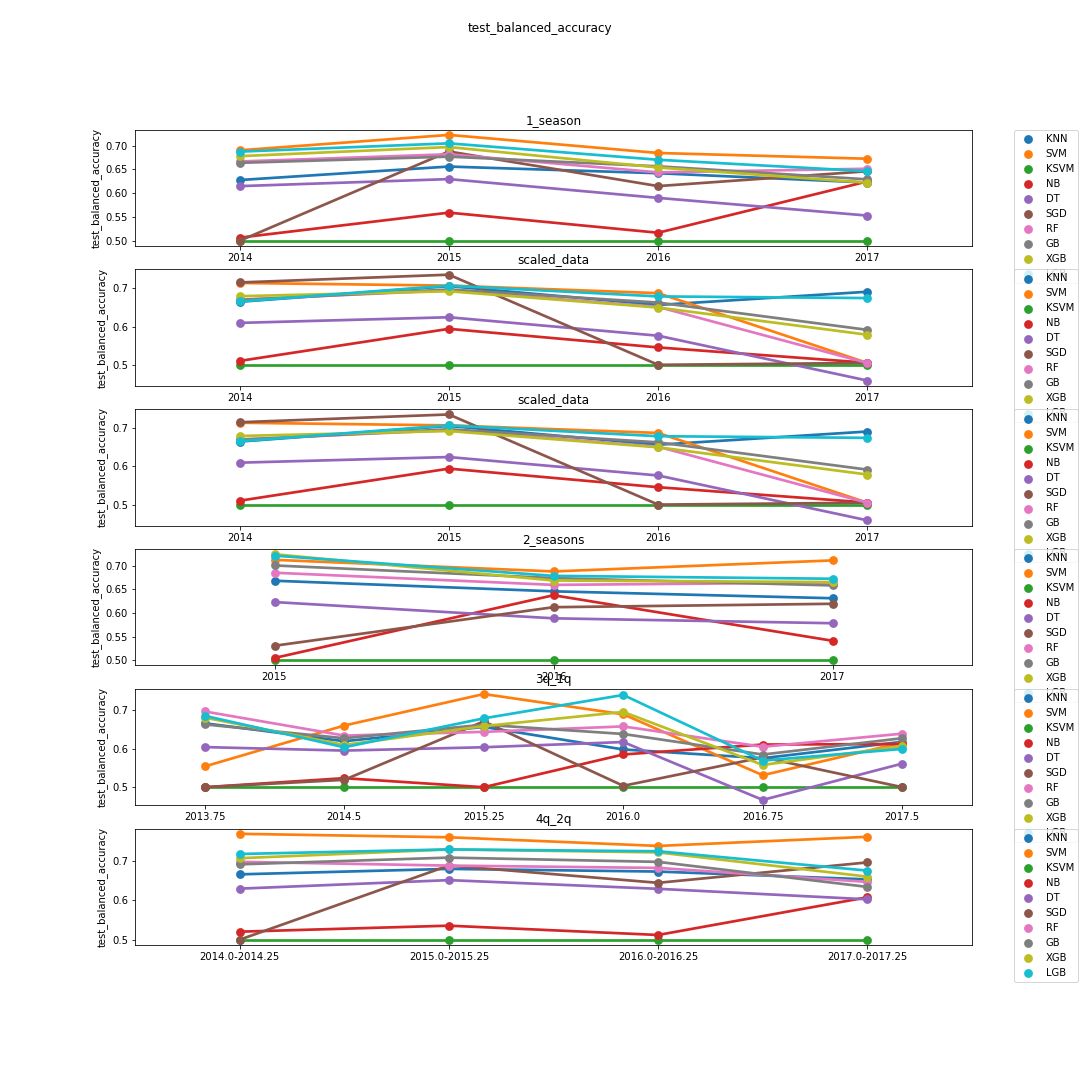 test_balanced_accuracy
1_season
test_balanced_accuracy
0.70
0.65
0.60
0.55
0.50
2014 2015 2016 2017
KNN
SVM
KSVM
NB
DT
SGD
RF
GB
XGB
scaled_data
test_balanced_accuracy
0.7
0.6
0.5
2014 2015 2016 2017
KNN
SVM
KSVM
NB
DT
SGD
RF
GB
XGB
scaled_data
test_balanced_accuracy
0.7
0.6
0.5
2014 2015 2016 2017
KNN
SVM
KSVM
NB
DT
SGD
RF
GB
XGB
2_seasons
test_balanced_accuracy
0.70
0.65
0.60
0.55
0.50
2015 2016 2017
KNN
SVM
KSVM
NB
DT
SGD
RF
GB
XGB
3q_1q
test_balanced_accuracy
0.7
0.6
0.5
2013.75 2014.5 2015.25 2016.0 2016.75 2017.5
KNN
SVM
KSVM
NB
DT
SGD
RF
GB
XGB
4q_2q
test_balanced_accuracy
0.7
0.6
0.5
2014.0-2014.25 2015.0-2015.25 2016.0-2016.25 2017.0-2017.25
KNN
SVM
KSVM
NB
DT
SGD
RF
GB
XGB
LGB